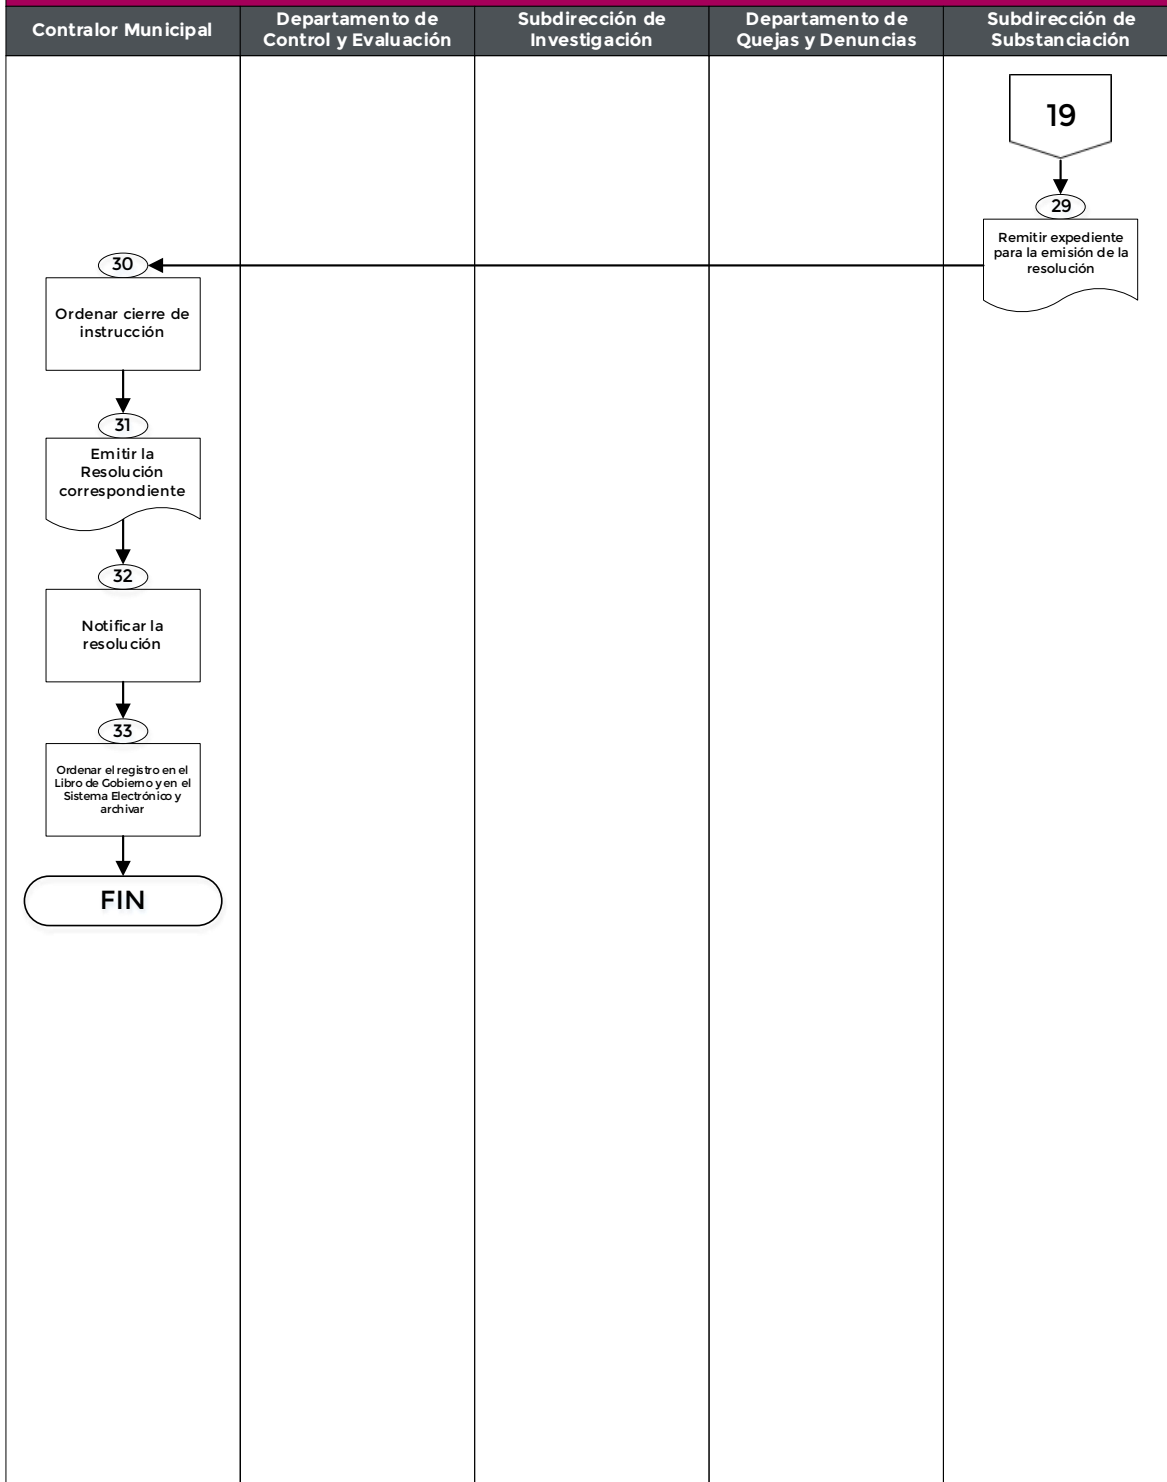 Contralor Municipal
Departamento de
Control y Evaluación
Subdirección de
Investigación
Departamento de
Quejas y Denuncias
Subdirección de
Substanciación
19
29
Remitir expediente
para la emisión de la
resolución
30
Ordenar cierre de
instrucción
31
Emitir la
Resolución
correspondiente
32
Notificar la
resolución
33
Ordenar el registro en el
Libro de Gobierno y en el
Sistema Electrónico y
archivar
FIN